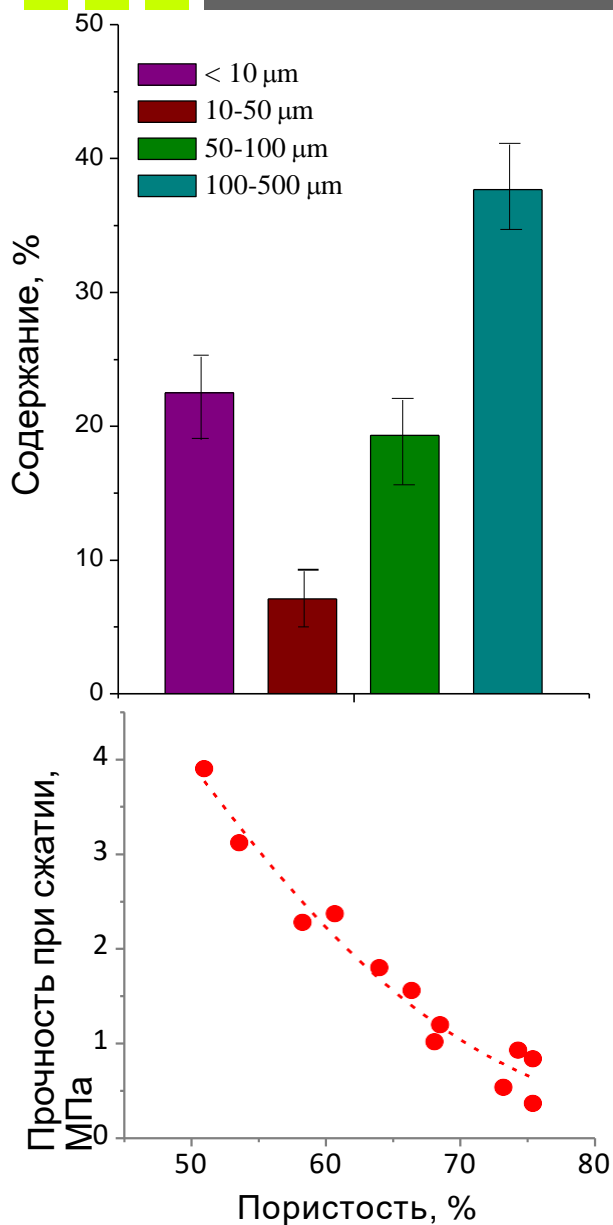 50
< 10 μm
10-50 μm
50-100 μm
100-500 μm
40
30
20
10
0
Содержание, %
4
3
2
1
0
Прочность при сжатии,
МПа
50 60 70 80
Пористость, %